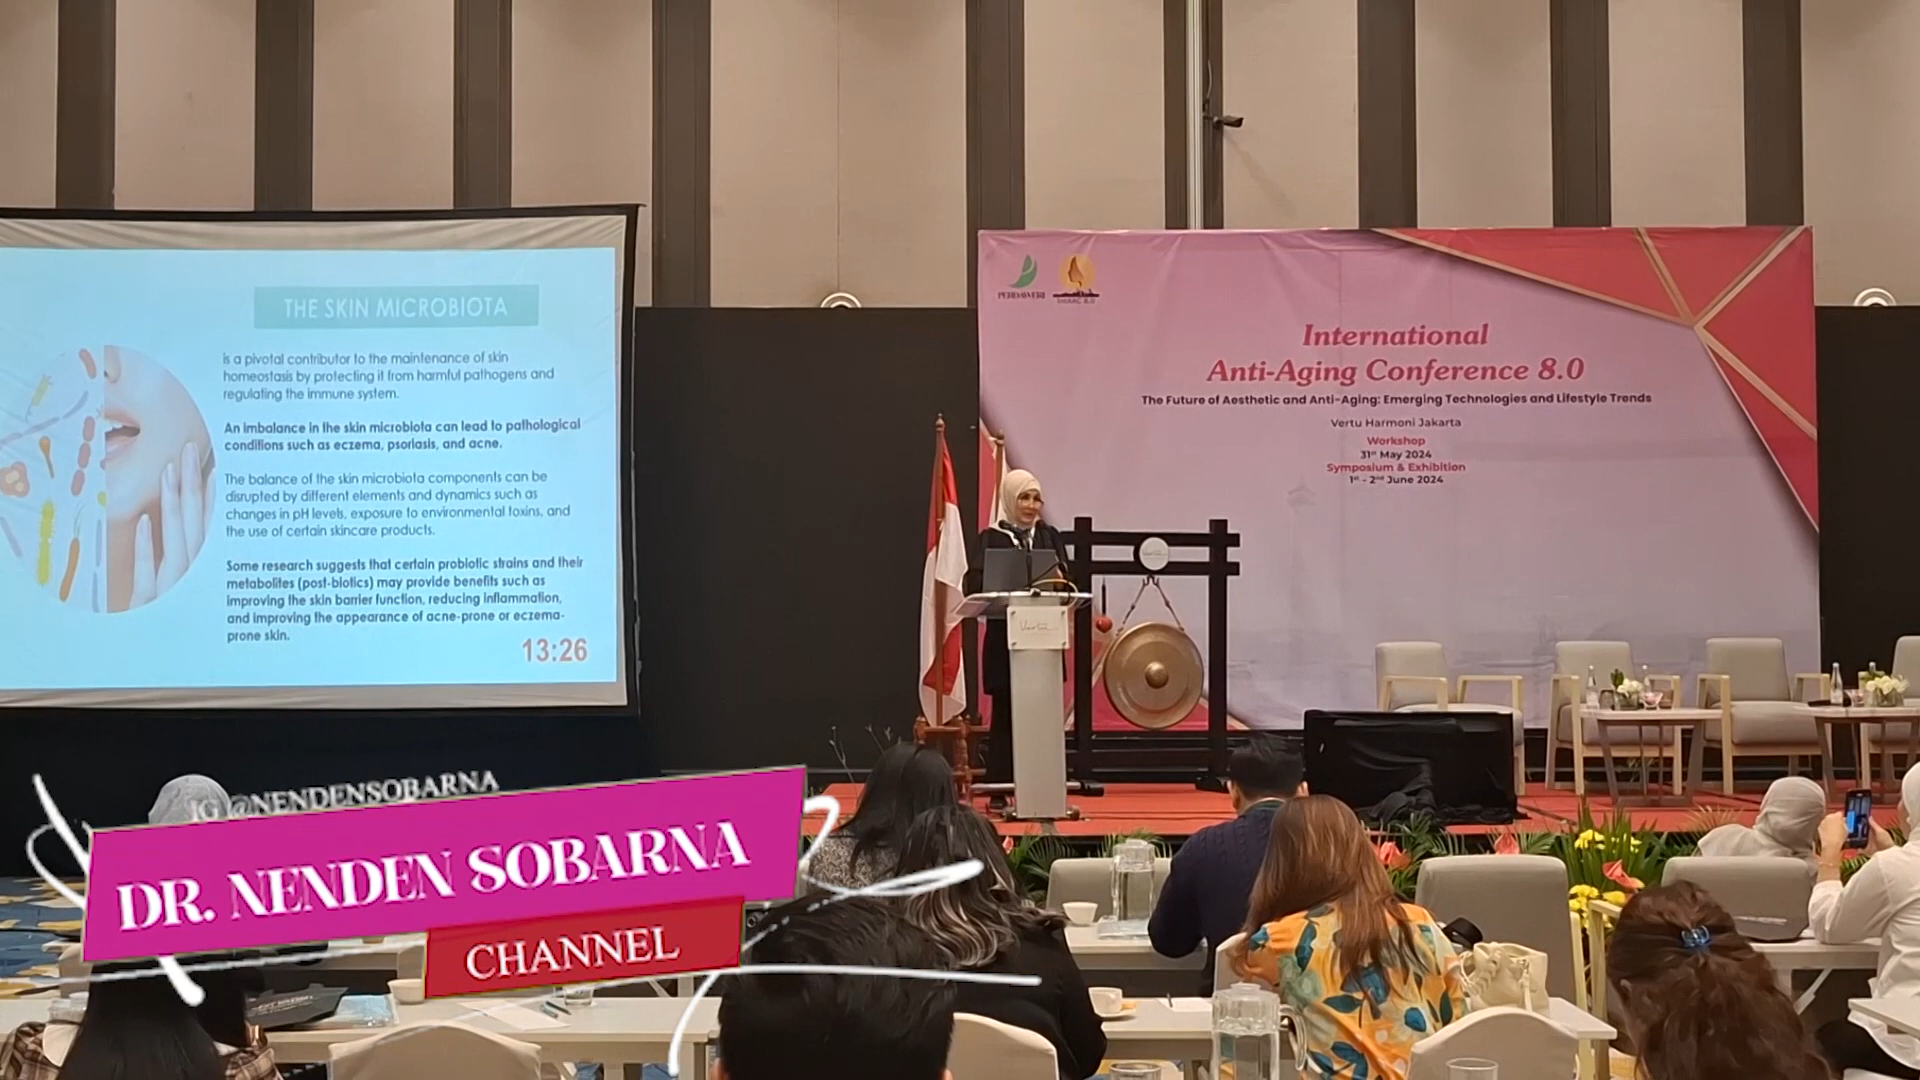 THE SKIN MICROBIOTA
is a pivotal contributor to the maintenance of skin
homeostasis by protecting it from harmful pathogens and
regulating the immune system.
An imbalance in the skin microbiota can lead to pathological
conditions such as eczema, psoriasis, and acne.
The balance of the skin microbiota components can be
disrupted by different elements and dynamics such as
changes in pH levels, exposure to environmental toxins, and
the use of certain skincare products.
Some research suggests that certain probiotic strains and their
metabolites (post-biotics) may provide benefits such as
improving the skin barrier function, reducing inflammation,
and improving the appearance of acne-prone or eczema-
prone skin.
13:26
PERDAWERI
International
Anti-Aging Conference 8.0
The Future of Aesthetic and Anti-Aging: Emerging Technologies and Lifestyle Trends
Vertu Harmoni Jakarta
Workshop
31st May 2024
Symposium & Exhibition
1st - 2nd June 2024
Vertu
IG @NENDENSOBARNA
DR. NENDEN SOBARNA
CHANNEL